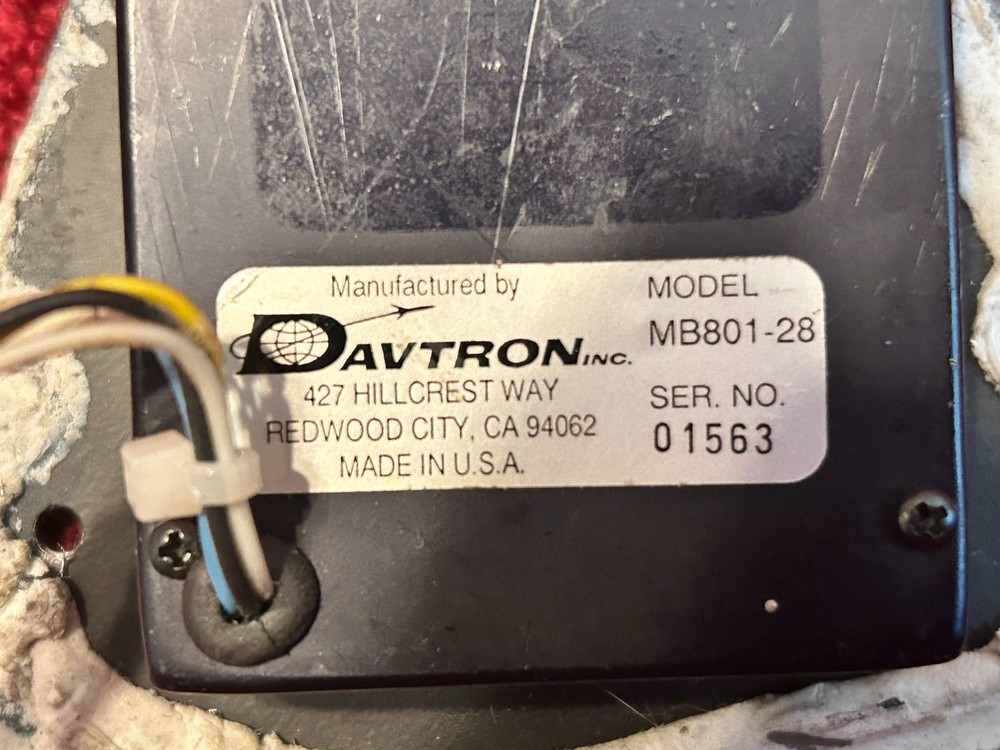 Manufactured by
DAVTRON INC.
427 HILLCREST WAY
REDWOOD CITY, CA 94062
MADE IN U.S.A.
MODEL
MB801-28
SER. NO.
01563